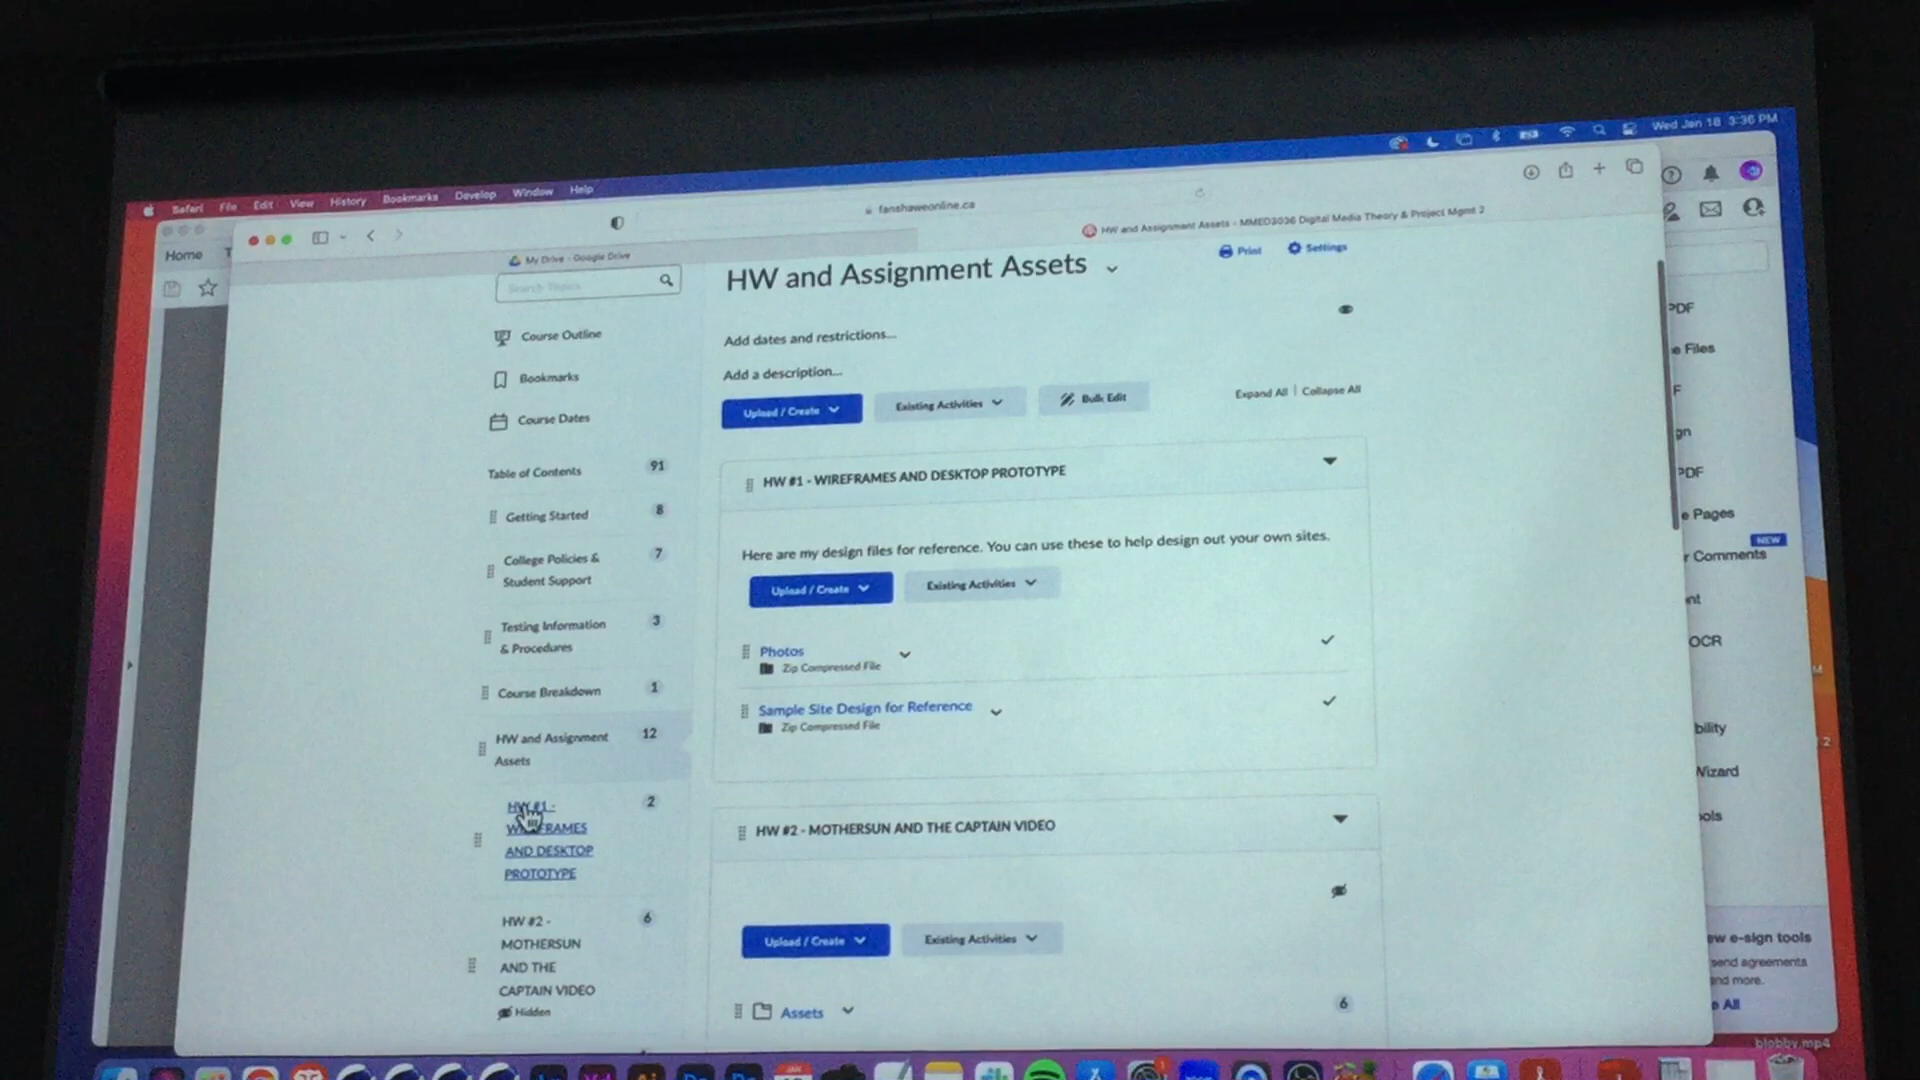 Safari File Edit View History Bookmarks Develop Window Help
Wed Jan 18 3:36 PM
fanshaweonline.ca
My Drive - Google Drive
HW and Assignment Assets - MMED3036 Digital Media Theory & Project Mgmt 2
Home
Search Topics
Course Outline
Bookmarks
Course Dates
Table of Contents 91
Getting Started 8
College Policies & 7
Student Support
Testing Information 3
& Procedures
Course Breakdown 1
HW and Assignment 12
Assets
HW #1 - 2
WIREFRAMES
AND DESKTOP
PROTOTYPE
HW #2 - 6
MOTHERSUN
AND THE
CAPTAIN VIDEO
Hidden
HW and Assignment Assets
Print Settings
Add dates and restrictions...
Add a description...
Upload / Create Existing Activities Bulk Edit
Expand All | Collapse All
HW #1 - WIREFRAMES AND DESKTOP PROTOTYPE
Here are my design files for reference. You can use these to help design out your own sites.
Upload / Create Existing Activities
Photos
Zip Compressed File
Sample Site Design for Reference
Zip Compressed File
HW #2 - MOTHERSUN AND THE CAPTAIN VIDEO
Upload / Create Existing Activities
Assets 6
PDF
e Files
F
gn
PDF
e Pages
NEW
r Comments
nt
OCR
bility
Wizard
ools
ew e-sign tools
send agreements
and more.
e All
blobby.mp4
JAN